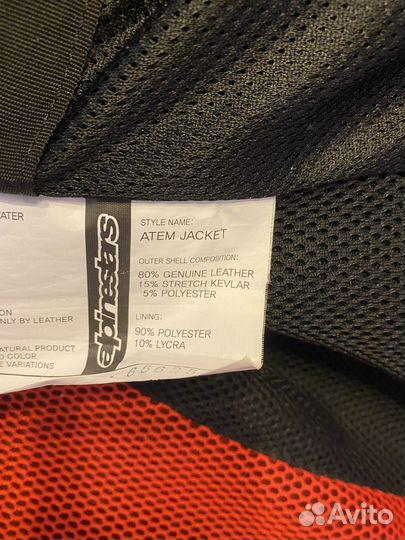 ATER
ON
NLY BY LEATHER
ATURAL PRODUCT
O COLOR
E VARIATIONS
alpinestars
STYLE NAME:
ATEM JACKET
OUTER SHELL COMPOSITION:
80% GENUINE LEATHER
15% STRETCH KEVLAR
5% POLYESTER
LINING:
90% POLYESTER
10% LYCRA
Avito